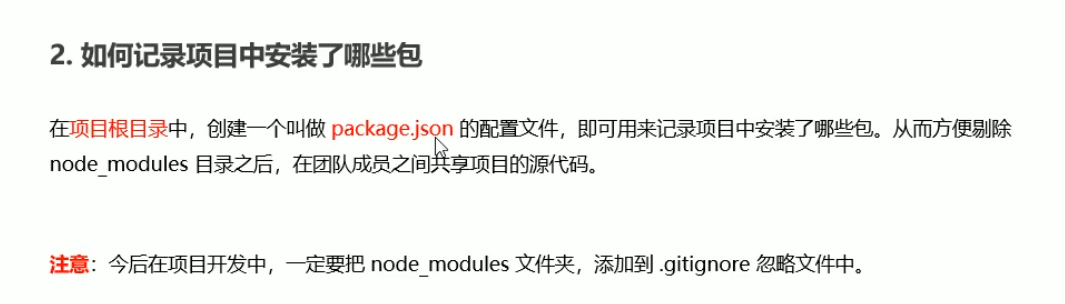 2. 如何记录项目中安装了哪些包
在项目根目录中，创建一个叫做 package.json 的配置文件，即可用来记录项目中安装了哪些包。从而方便剔除
node_modules 目录之后，在团队成员之间共享项目的源代码。
注意：今后在项目开发中，一定要把 node_modules 文件夹，添加到 .gitignore 忽略文件中。